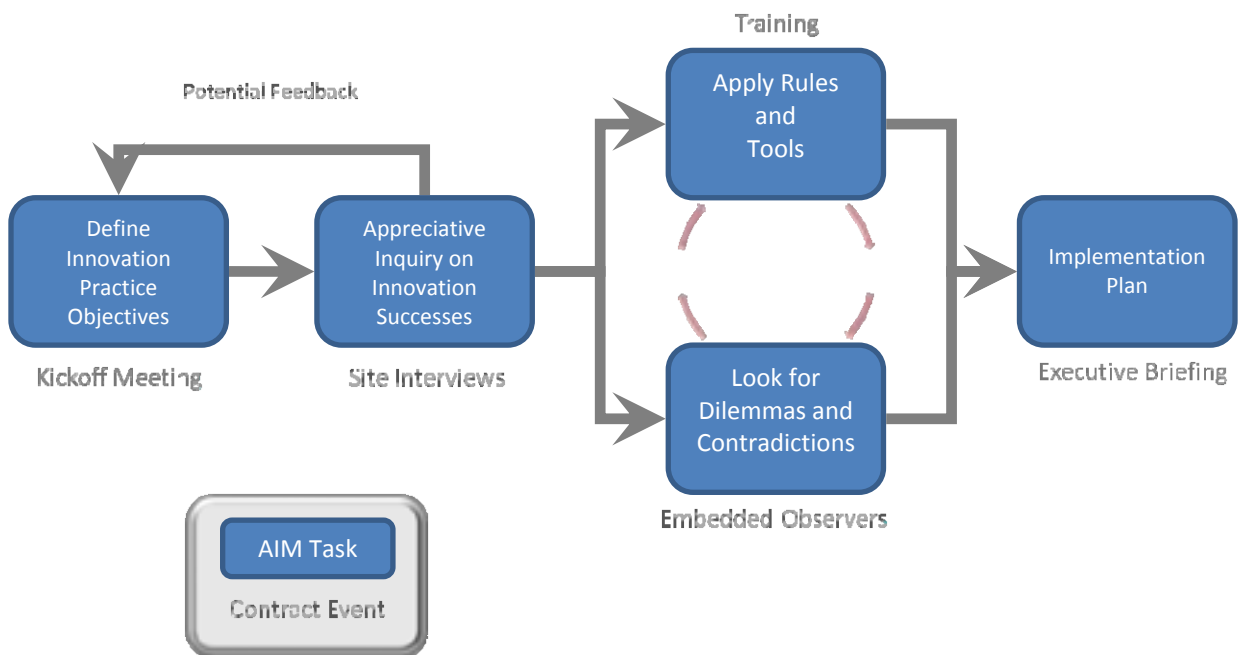 Training
Apply Rules
and
Tools
Potential Feedback
Define
Innovation
Practice
Objectives
Kickoff Meeting
Appreciative
Inquiry on
Innovation
Successes
Site Interviews
Look for
Dilemmas and
Contradictions
Embedded Observers
Implementation
Plan
Executive Briefing
AIM Task
Contract Event